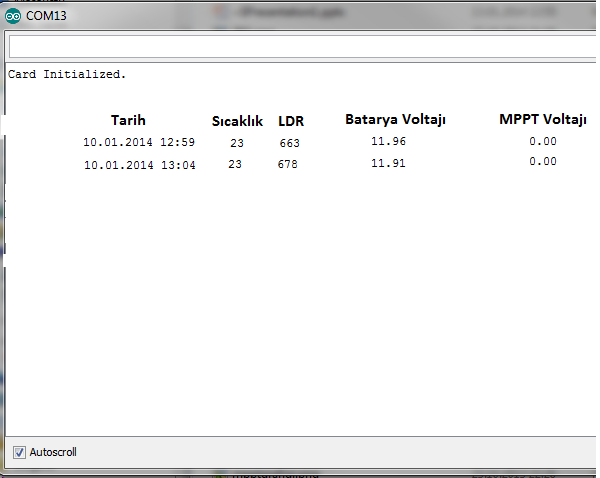 COM13
Card Initialized.
Tarih Sıcaklık LDR Batarya Voltajı MPPT Voltajı
10.01.2014 12:59 23 663 11.96 0.00
10.01.2014 13:04 23 678 11.91 0.00
Autoscroll